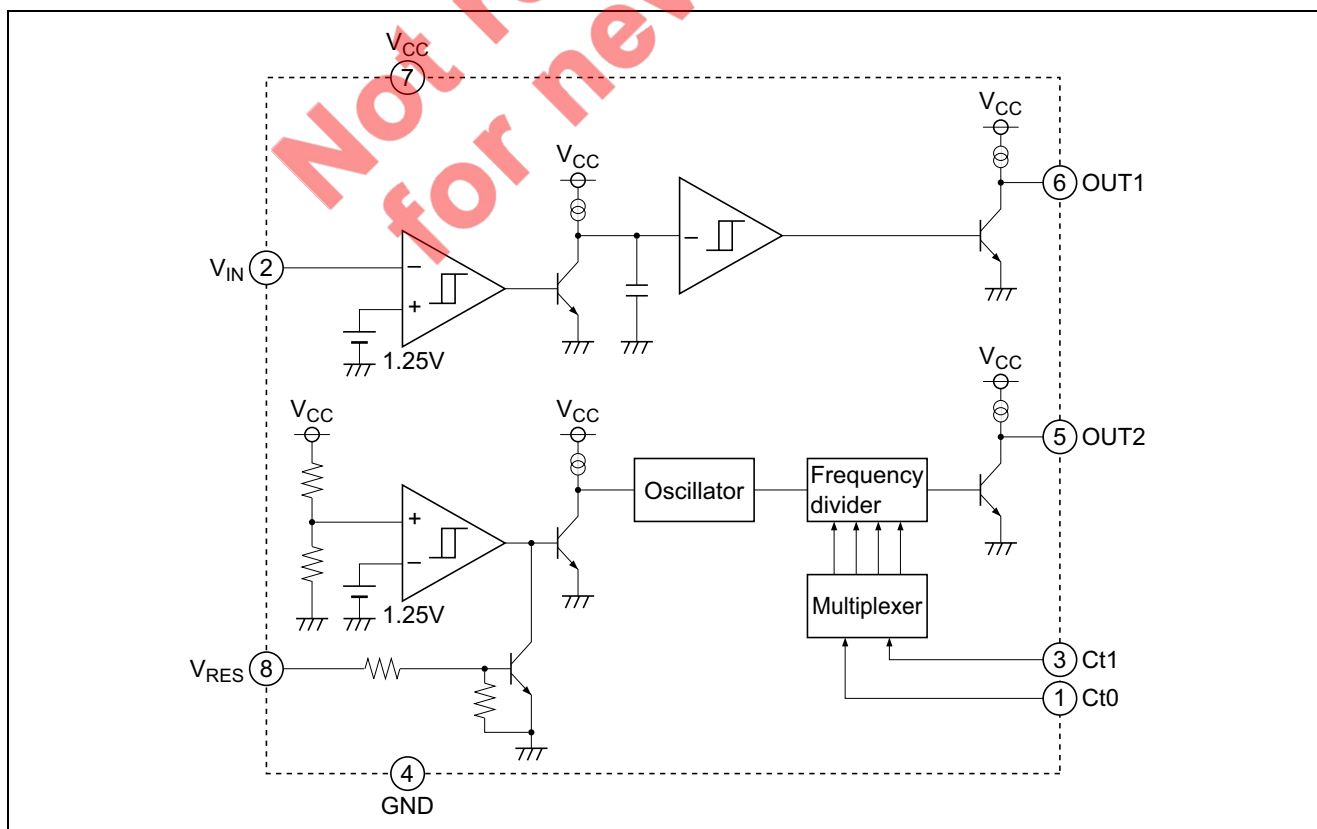 Not r
for new
VCC
7
VCC
6 OUT1
VCC
−
VIN 2
−
+
1.25V
VCC
5 OUT2
VCC
VCC
Oscillator
Frequency
divider
+
−
1.25V
Multiplexer
VRES 8
3 Ct1
1 Ct0
4
GND